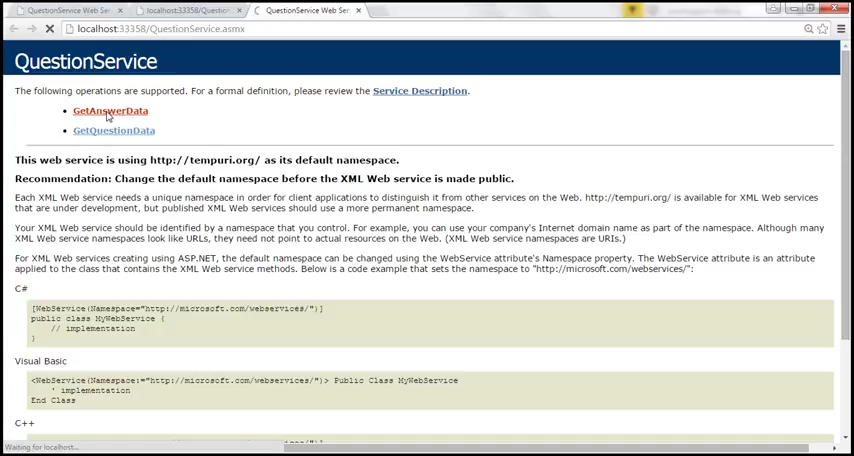 QuestionService Web Ser
localhost:33358/Question
QuestionService Web Ser
localhost:33358/QuestionService.asmx
QuestionService
The following operations are supported. For a formal definition, please review the Service Description.
GetAnswerData
GetQuestionData
This web service is using http://tempuri.org/ as its default namespace.
Recommendation: Change the default namespace before the XML Web service is made public.
Each XML Web service needs a unique namespace in order for client applications to distinguish it from other services on the Web. http://tempuri.org/ is available for XML Web services
that are under development, but published XML Web services should use a more permanent namespace.
Your XML Web service should be identified by a namespace that you control. For example, you can use your company's Internet domain name as part of the namespace. Although many
XML Web service namespaces look like URLs, they need not point to actual resources on the Web. (XML Web service namespaces are URIs.)
For XML Web services creating using ASP.NET, the default namespace can be changed using the WebService attribute's Namespace property. The WebService attribute is an attribute
applied to the class that contains the XML Web service methods. Below is a code example that sets the namespace to "http://microsoft.com/webservices/":
C#
[WebService(Namespace="http://microsoft.com/webservices/")]
public class MyWebService {
// implementation
}
Visual Basic
<WebService(Namespace:="http://microsoft.com/webservices/")> Public Class MyWebService
' implementation
End Class
C++
Waiting for localhost...